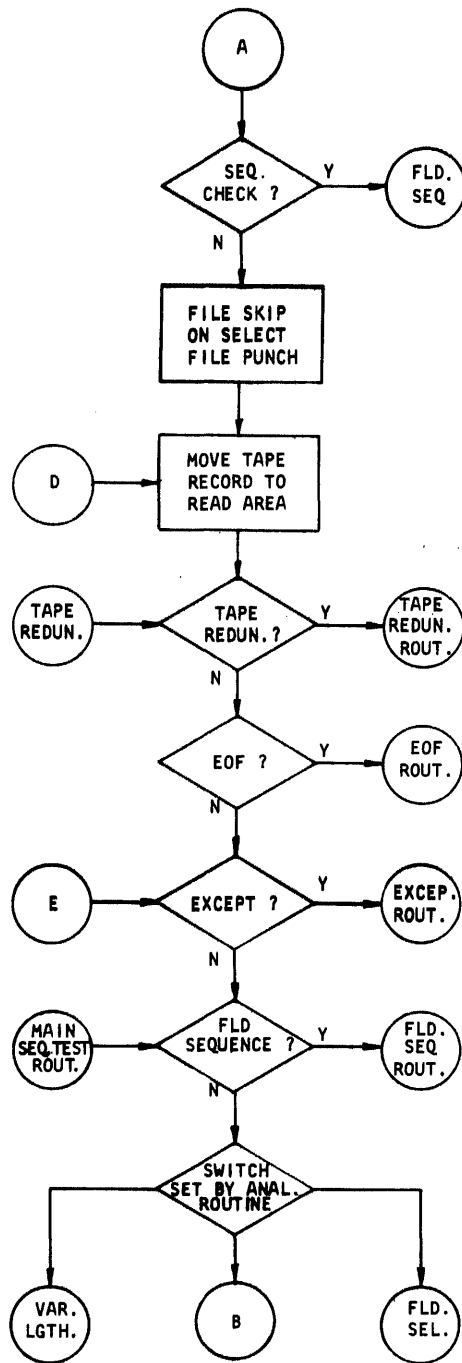 A
SEQ.
CHECK ?
Y
FLD.
SEQ
N
FILE SKIP
ON SELECT
FILE PUNCH
D
MOVE TAPE
RECORD TO
READ AREA
TAPE
REDUN.
TAPE
REDUN.?
Y
TAPE
REDUN.
ROUT.
N
EOF ?
Y
EOF
ROUT.
N
E
EXCEPT ?
Y
EXCEP.
ROUT.
N
MAIN
SEQ.TEST
ROUT.
FLD
SEQUENCE ?
Y
FLD.
SEQ
ROUT.
N
SWITCH
SET BY ANAL.
ROUTINE
VAR.
LGTH.
B
FLD.
SEL.